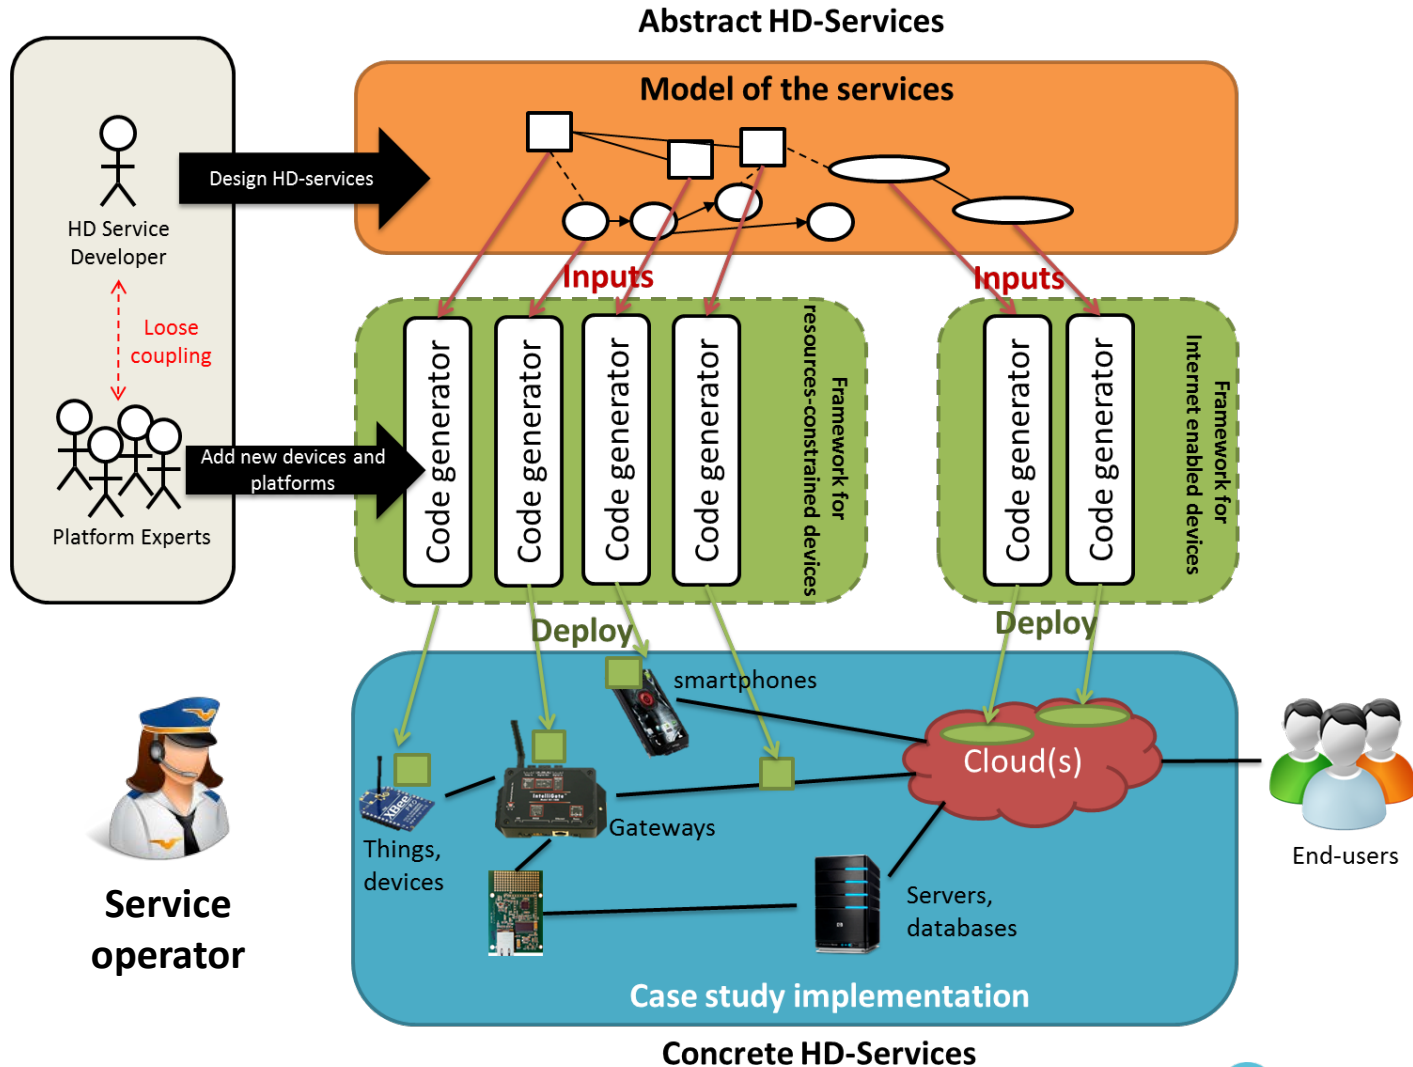 Abstract HD-Services
Model of the services
Design HD-services
HD Service
Developer
Inputs
Inputs
Loose
coupling
Code generator
Code generator
Code generator
Code generator
Framework for
resources-constrained devices
Code generator
Code generator
Framework for
Internet enabled devices
Add new devices and
platforms
Platform Experts
Deploy
Deploy
smartphones
Cloud(s)
XBee
PRO
IntelliGate
Gateways
Things,
devices
End-users
Servers,
databases
Service
operator
Case study implementation
Concrete HD-Services